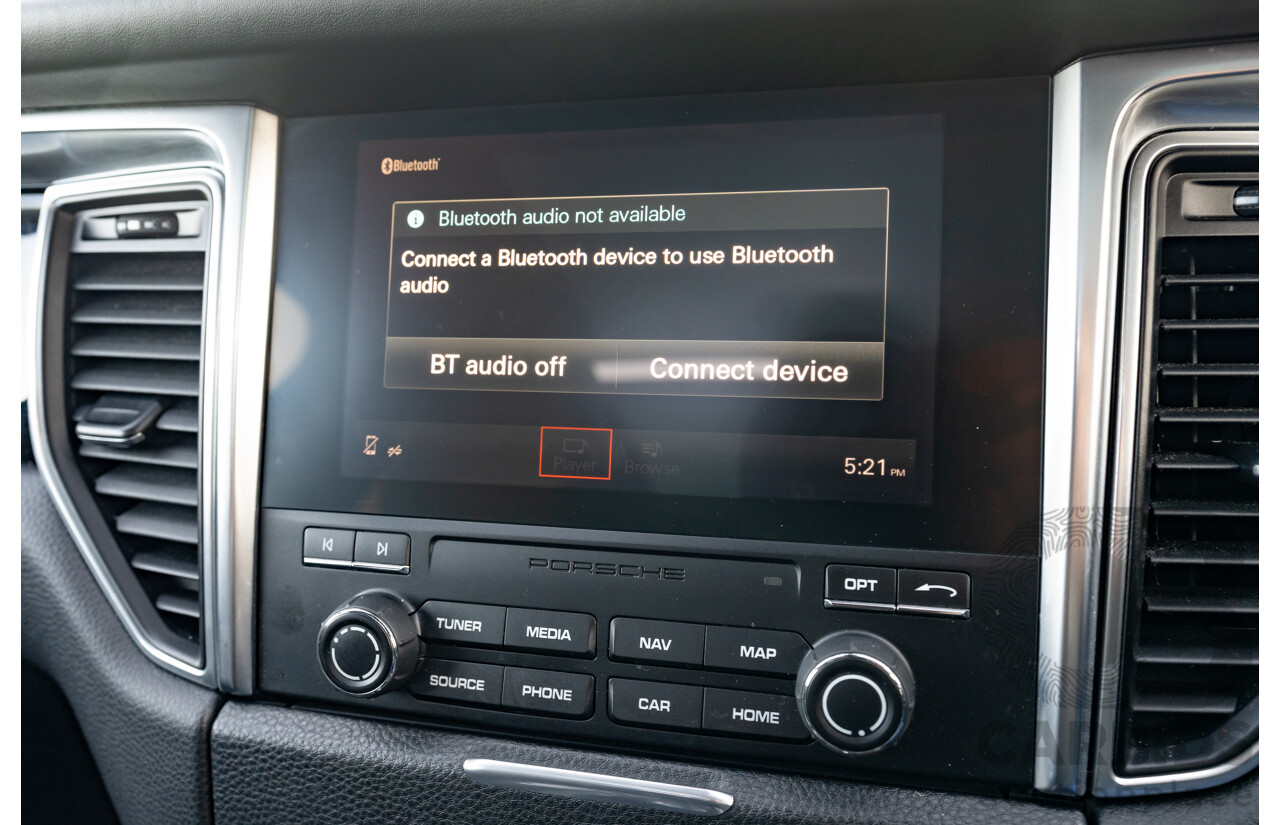 Bluetooth
Bluetooth audio not available
Connect a Bluetooth device to use Bluetooth
audio
BT audio off
Connect device
Player
Browse
5:21 PM
PORSCHE
OPT
TUNER
MEDIA
NAV
MAP
SOURCE
PHONE
CAR
HOME